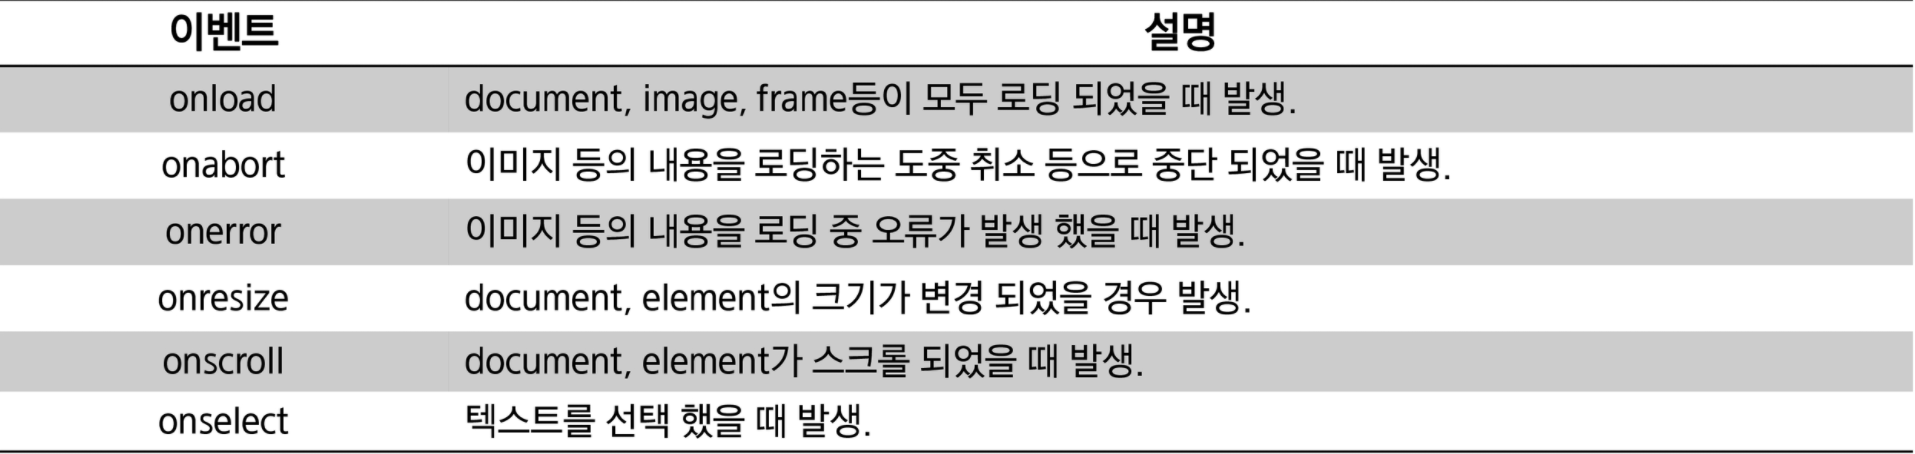 이벤트 설명
onload document, image, frame등이 모두 로딩 되었을 때 발생.
onabort 이미지 등의 내용을 로딩하는 도중 취소 등으로 중단 되었을 때 발생.
onerror 이미지 등의 내용을 로딩 중 오류가 발생 했을 때 발생.
onresize document, element의 크기가 변경 되었을 경우 발생.
onscroll document, element가 스크롤 되었을 때 발생.
onselect 텍스트를 선택 했을 때 발생.